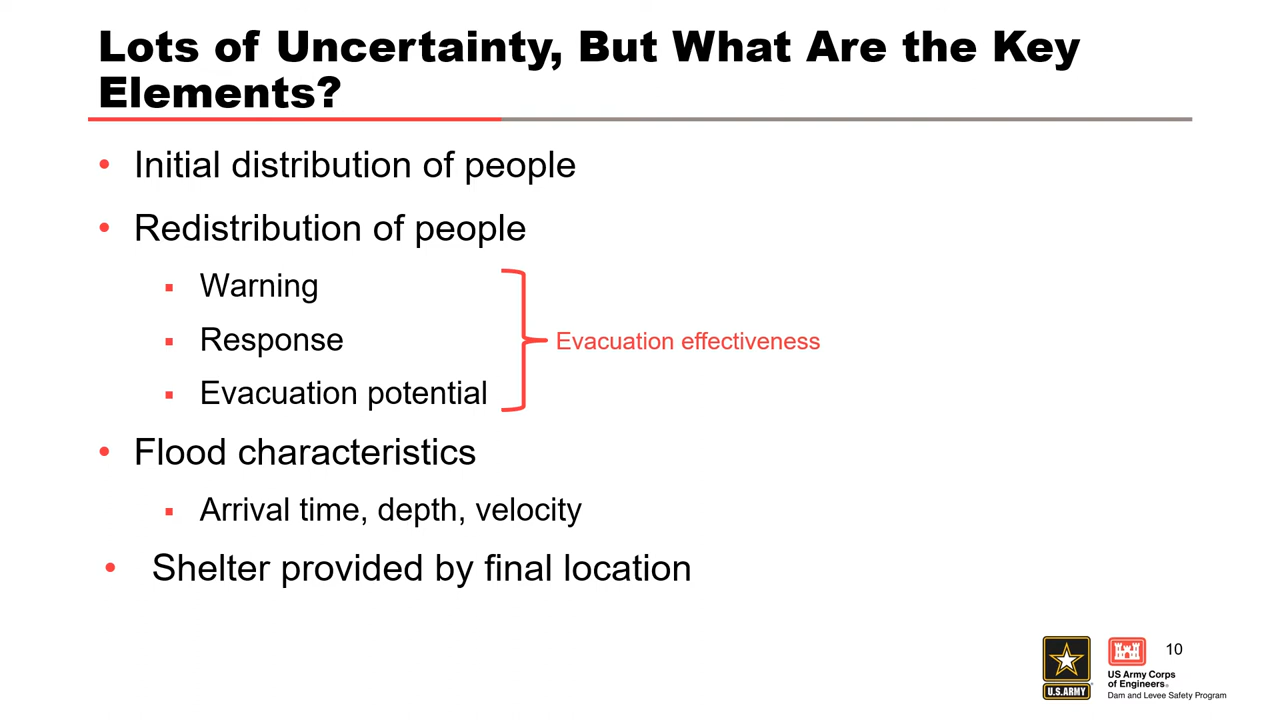 Lots of Uncertainty, But What Are the Key
Elements?
• Initial distribution of people
• Redistribution of people
▪ Warning
▪ Response
▪ Evacuation potential
Evacuation effectiveness
• Flood characteristics
▪ Arrival time, depth, velocity
• Shelter provided by final location
U.S.ARMY
10
US Army Corps
of Engineers®
Dam and Levee Safety Program